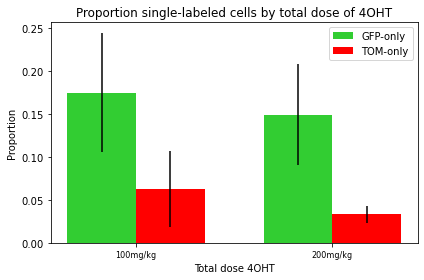 Proportion single-labeled cells by total dose of 4OHT
GFP-only
TOM-only
0.25
0.20
0.15
0.10
0.05
0.00
Proportion
100mg/kg
200mg/kg
Total dose 4OHT